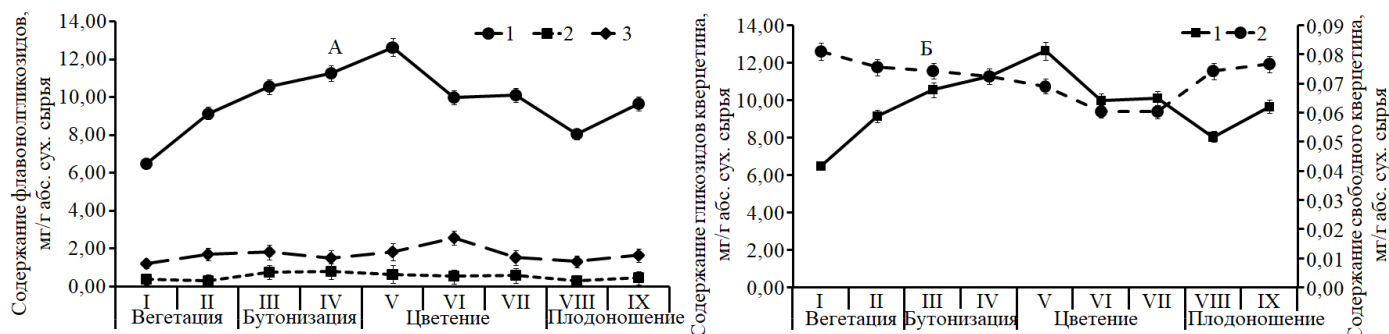 Содержание флавонолгликозидов,
мг/г абс. сух. сырья
14,00
12,00
10,00
8,00
6,00
4,00
2,00
0,00
А
1 2 3
I II III IV V VI VII VIII IX
Вегетация Бутонизация Цветение Плодоношение
Содержание гликозидов кверцетина,
мг/г абс. сух. сырья
14,00
12,00
10,00
8,00
6,00
4,00
2,00
0,00
Б
1 2
I II III IV V VI VII VIII IX
Вегетация Бутонизация Цветение Плодоношение
0,09
0,08
0,07
0,06
0,05
0,04
0,03
0,02
0,01
0,00
Содержание свободного кверцетина,
мг/г абс. сух. сырья